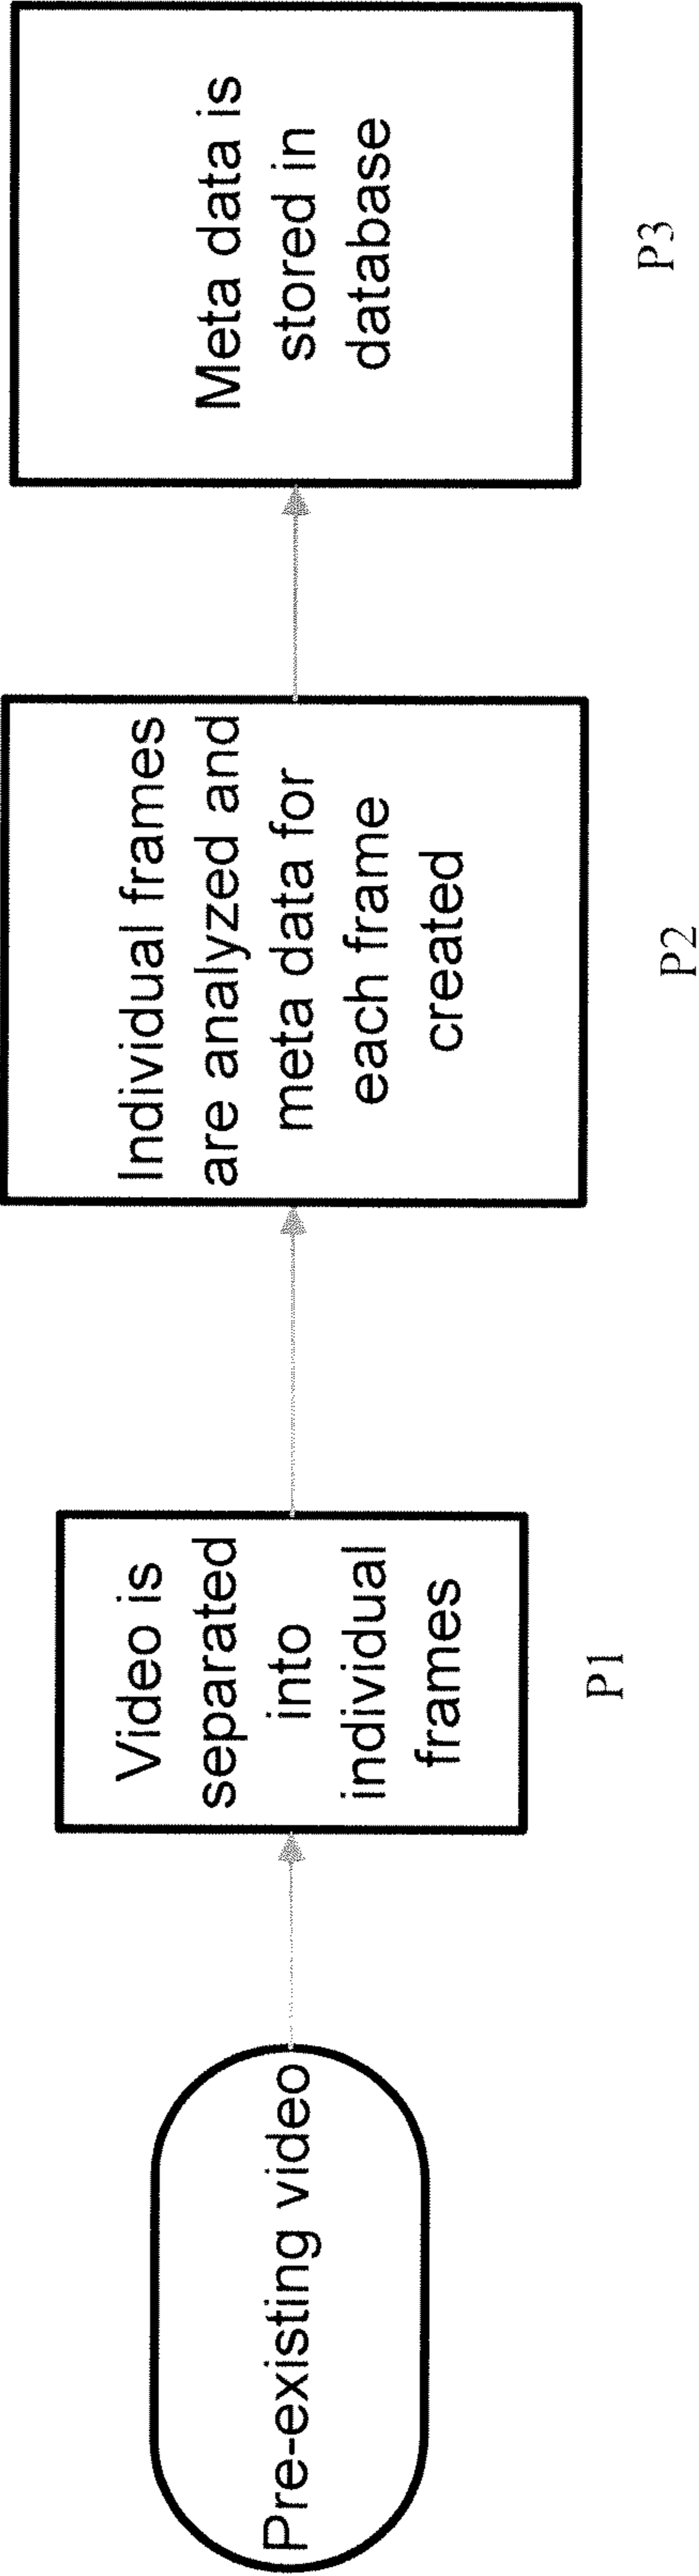 Pre-existing video
Video is
separated
into
individual
frames
P1
Individual frames
are analyzed and
meta data for
each frame
created
P2
Meta data is
stored in
database
P3